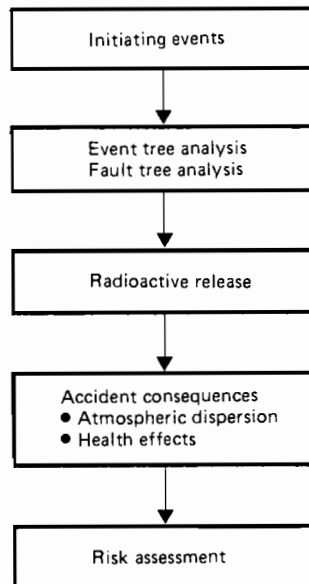 Initiating events
Event tree analysis
Fault tree analysis
Radioactive release
Accident consequences
● Atmospheric dispersion
● Health effects
Risk assessment